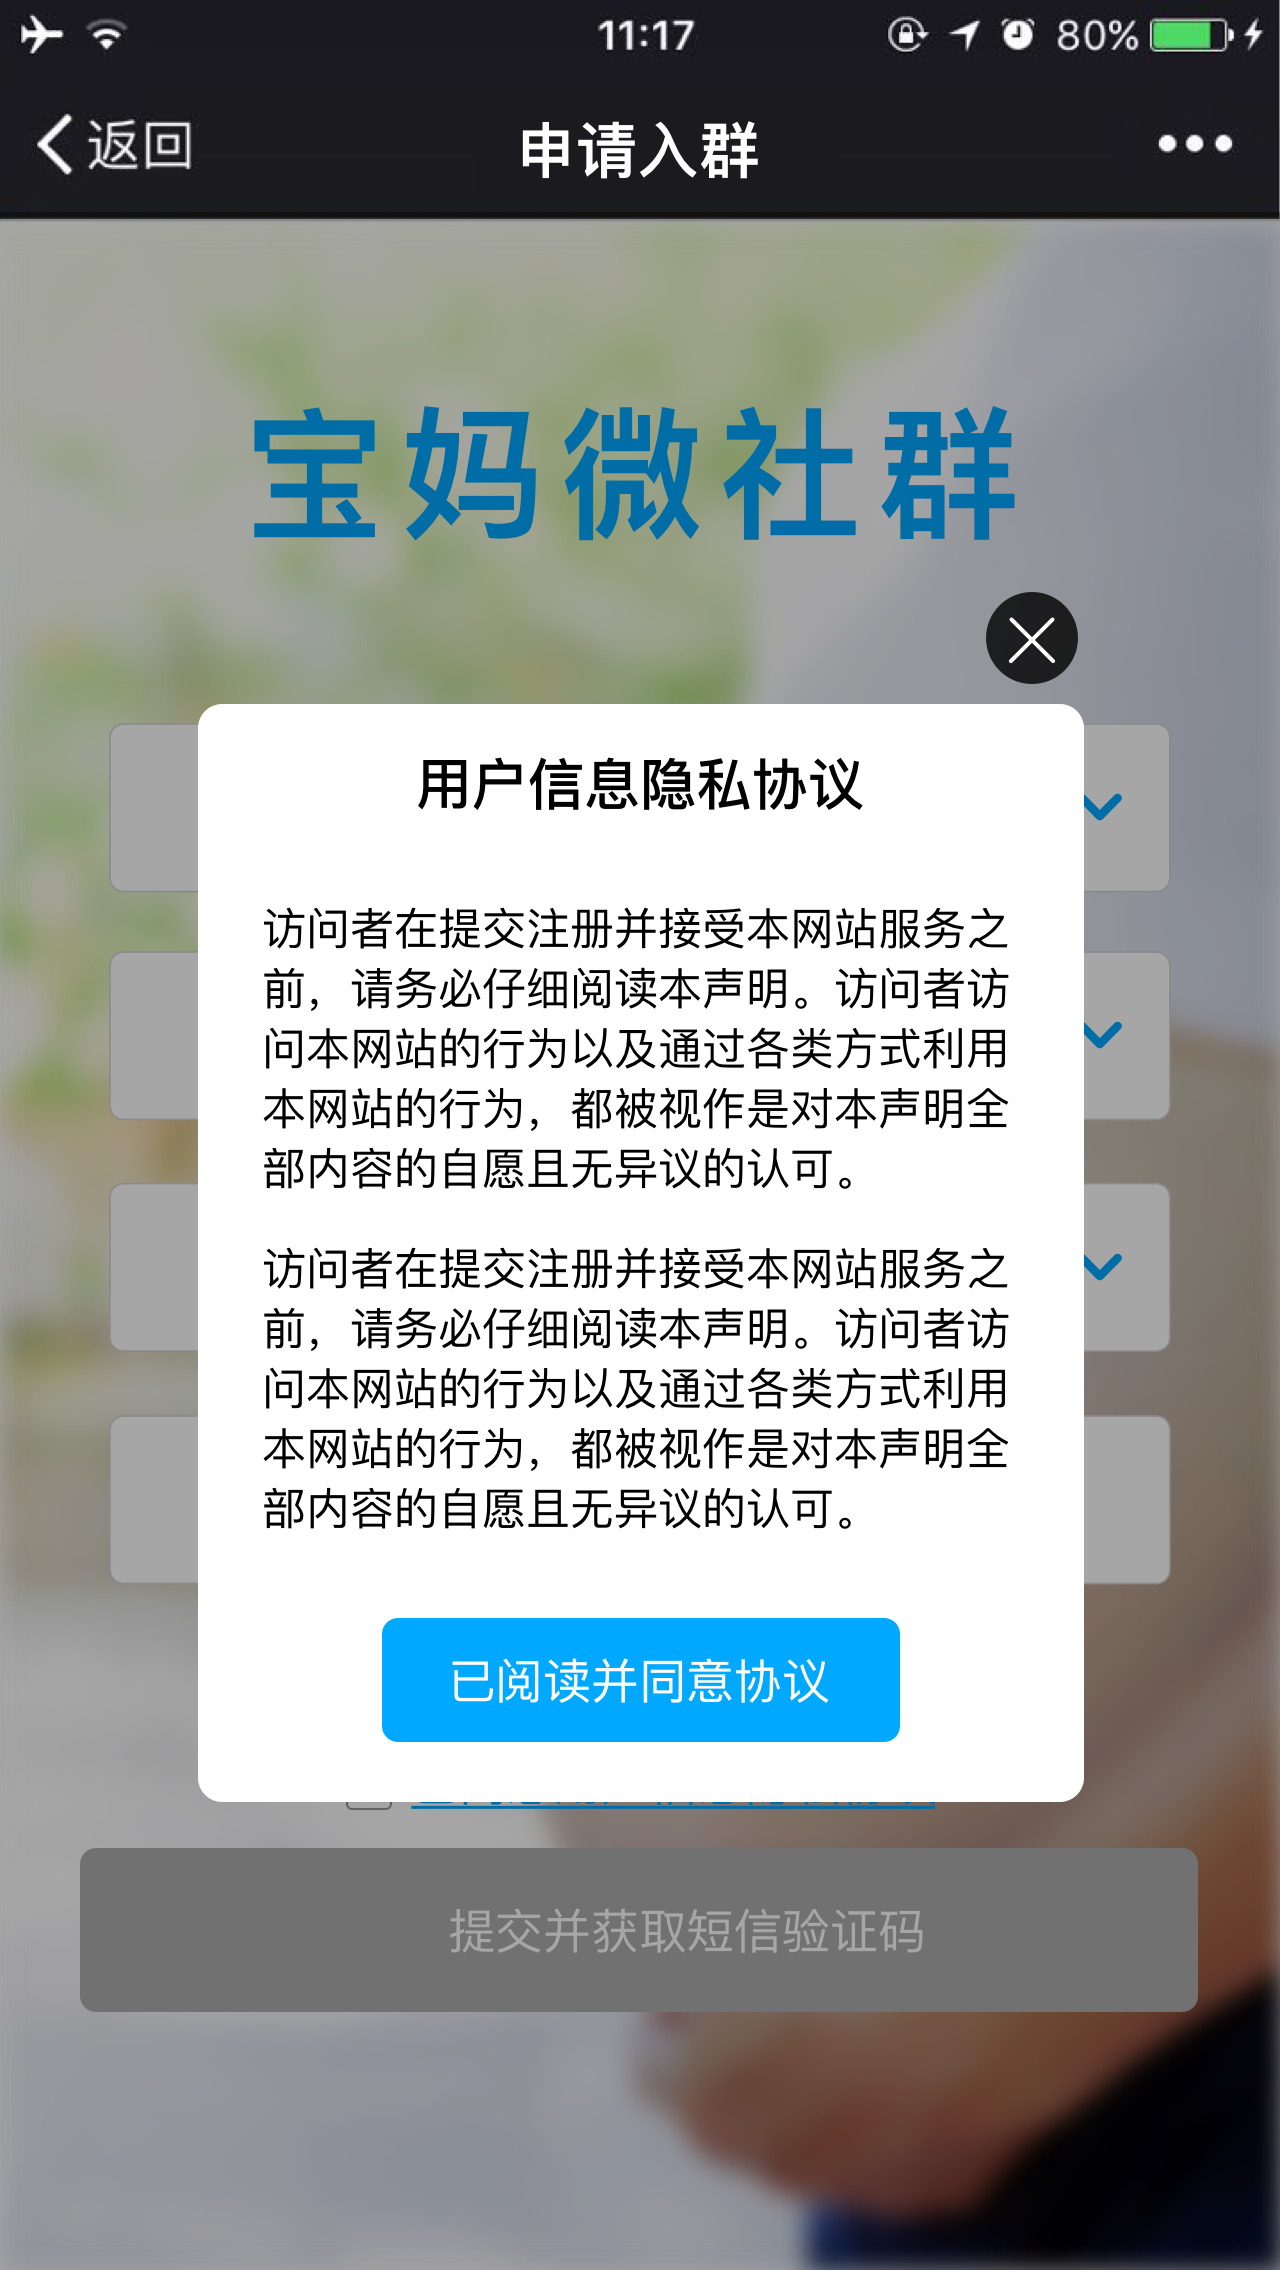 11:17
80%
返回
申请入群
宝妈微社群
用户信息隐私协议
访问者在提交注册并接受本网站服务之
前，请务必仔细阅读本声明。访问者访
问本网站的行为以及通过各类方式利用
本网站的行为，都被视作是对本声明全
部内容的自愿且无异议的认可。
访问者在提交注册并接受本网站服务之
前，请务必仔细阅读本声明。访问者访
问本网站的行为以及通过各类方式利用
本网站的行为，都被视作是对本声明全
部内容的自愿且无异议的认可。
已阅读并同意协议
提交并获取短信验证码